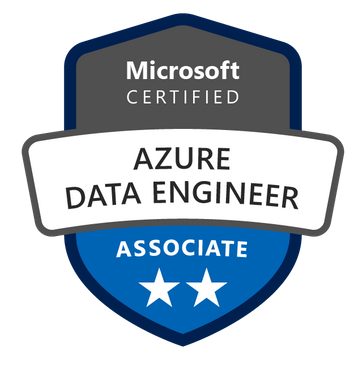 Microsoft
CERTIFIED
AZURE
DATA ENGINEER
ASSOCIATE